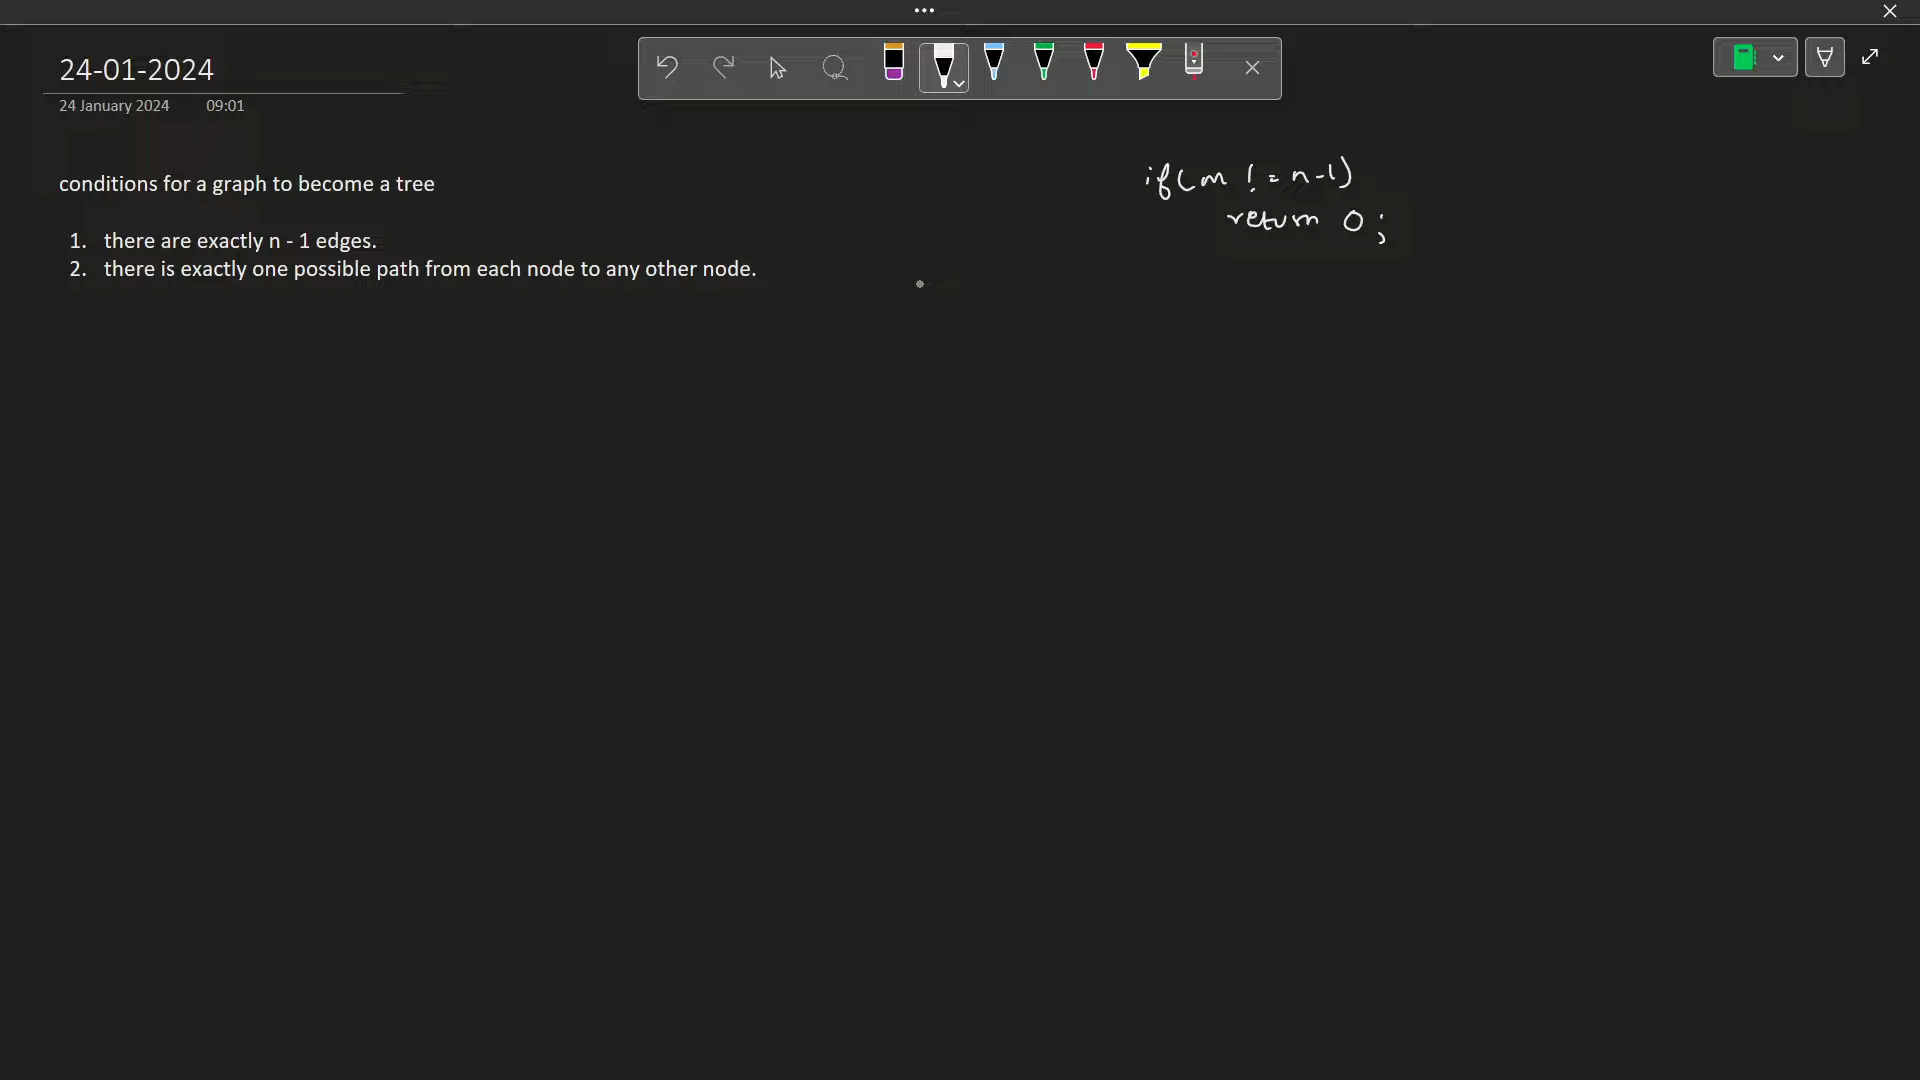 24-01-2024
24 January 2024 09:01
conditions for a graph to become a tree
1. there are exactly n - 1 edges.
2. there is exactly one possible path from each node to any other node.
if(m != n-1)
return 0;